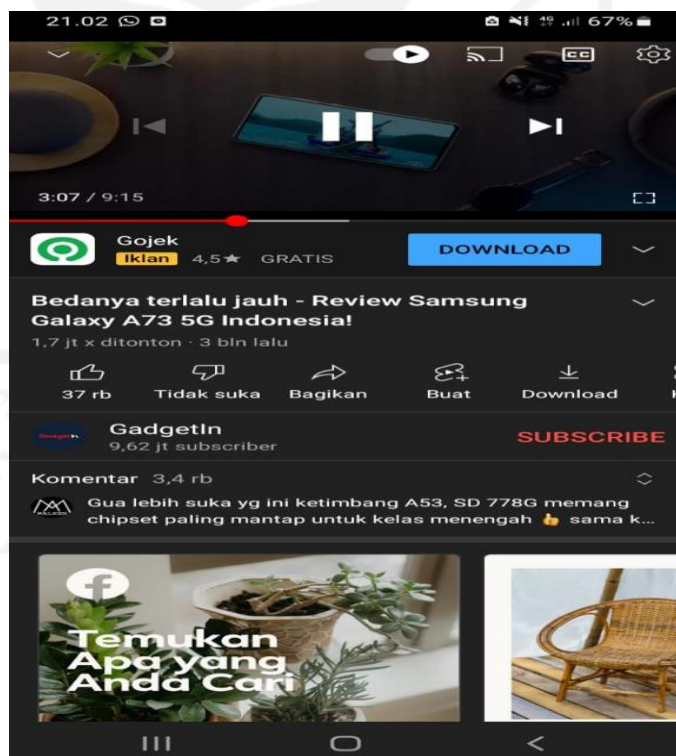 21.02
4G
67%
CC
3:07 / 9:15
Gojek
Iklan 4,5★ GRATIS
DOWNLOAD
Bedanya terlalu jauh - Review Samsung
Galaxy A73 5G Indonesia!
1,7 jt x ditonton · 3 bln lalu
37 rb
Tidak suka
Bagikan
Buat
Download
GadgetIn
GadgetIn
9,62 jt subscriber
SUBSCRIBE
Komentar 3,4 rb
Gua lebih suka yg ini ketimbang A53, SD 778G memang
chipset paling mantap untuk kelas menengah 👍 sama k...
f
Temukan
Apa yang
Anda Cari